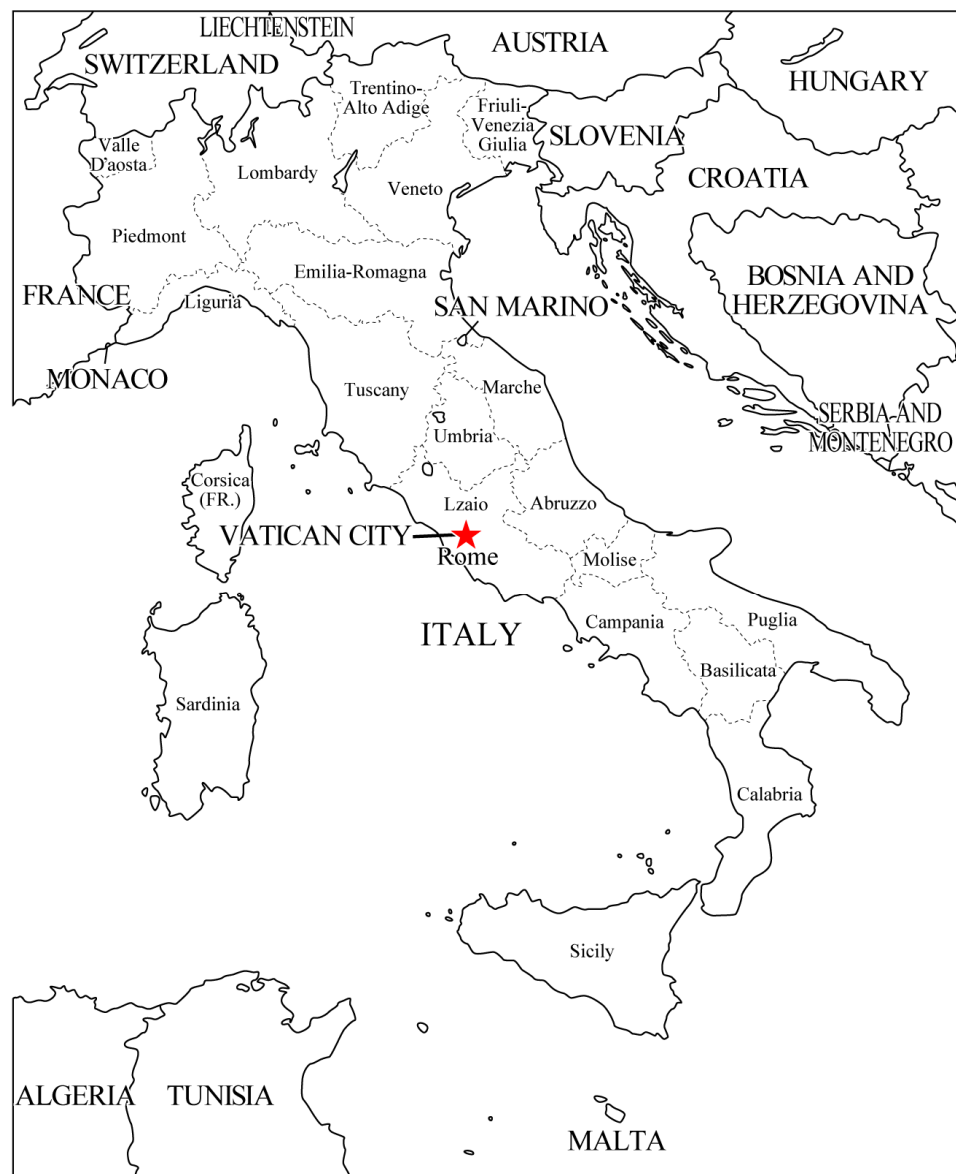 LIECHTENSTEIN
AUSTRIA
SWITZERLAND
HUNGARY
Trentino-
Alto Adige
Friuli-
Venezia
Giulia
SLOVENIA
Valle
D'aosta
Lombardy
CROATIA
Veneto
Piedmont
Emilia-Romagna
BOSNIA AND
HERZEGOVINA
FRANCE
Liguria
SAN MARINO
MONACO
Tuscany
Marche
SERBIA AND
MONTENEGRO
Umbria
Corsica
(FR.)
Lzaio
Abruzzo
VATICAN CITY
Rome
Molise
ITALY
Campania
Puglia
Basilicata
Sardinia
Calabria
Sicily
ALGERIA
TUNISIA
MALTA